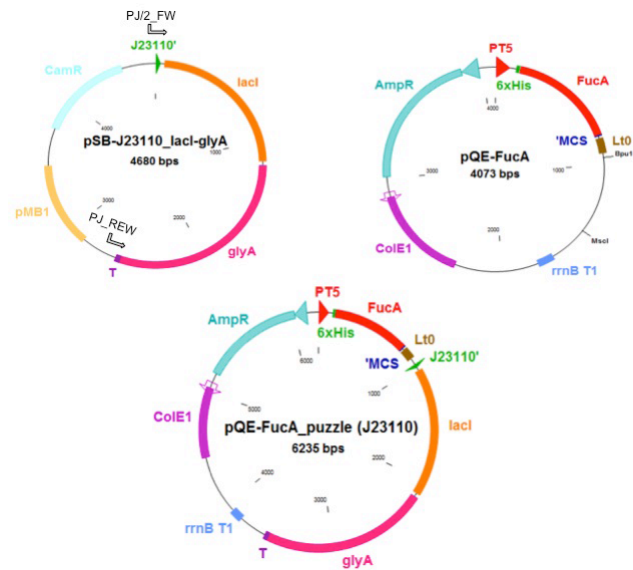 PJ/2_FW
J23110'
CamR
lacI
4000
1000
pSB-J23110_lacI-glyA
4680 bps
3000
2000
pMB1
PJ_REW
glyA
T
PT5
AmpR
6xHis
FucA
4000
'MCS
Lt0
Bpu1
pQE-FucA
4073 bps
3000
1000
2000
MscI
ColE1
rrnB T1
PT5
FucA
AmpR
6xHis
Lt0
'MCS
J23110'
6000
1000
ColE1
5000
lacI
pQE-FucA_puzzle (J23110)
6235 bps
2000
4000
3000
rrnB T1
T
glyA